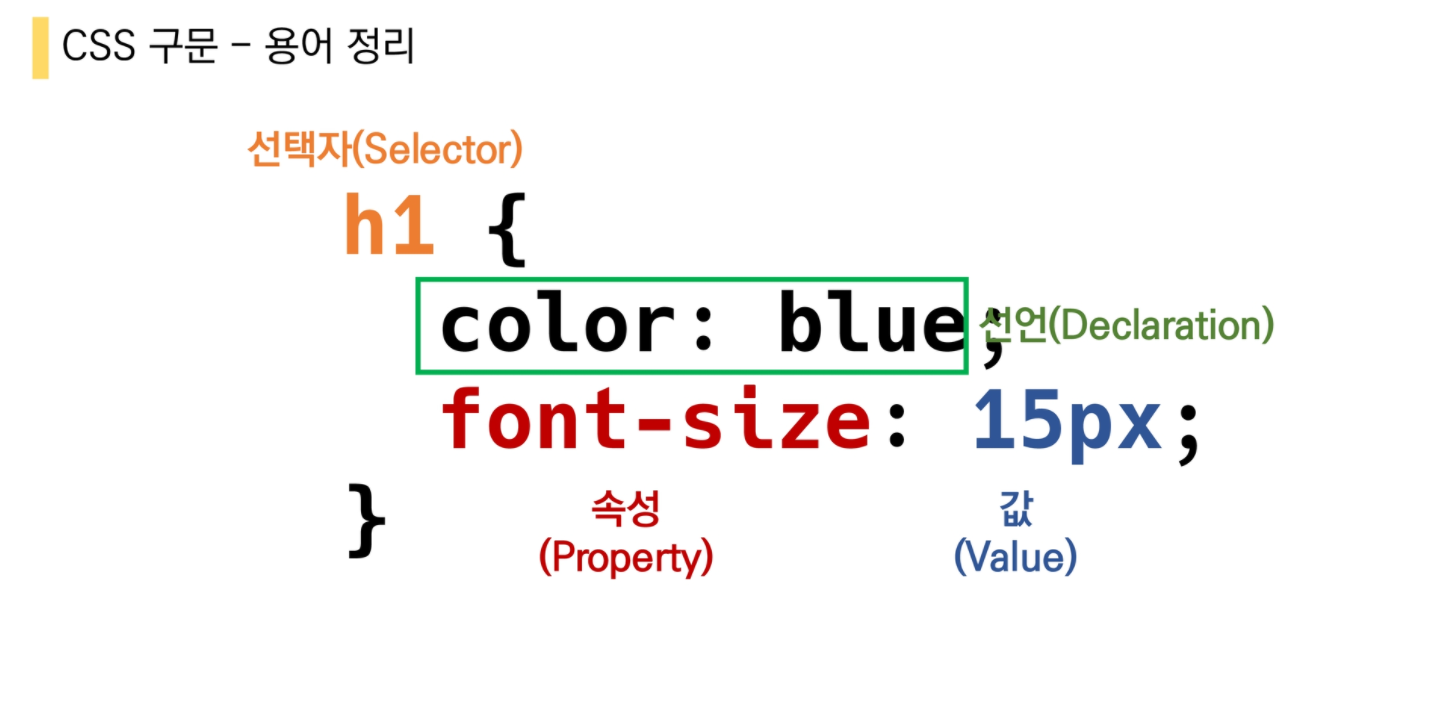 CSS 구문 – 용어 정리
선택자(Selector)
h1 {
color: blue;
선언(Declaration)
font-size: 15px;
}
속성
(Property)
값
(Value)